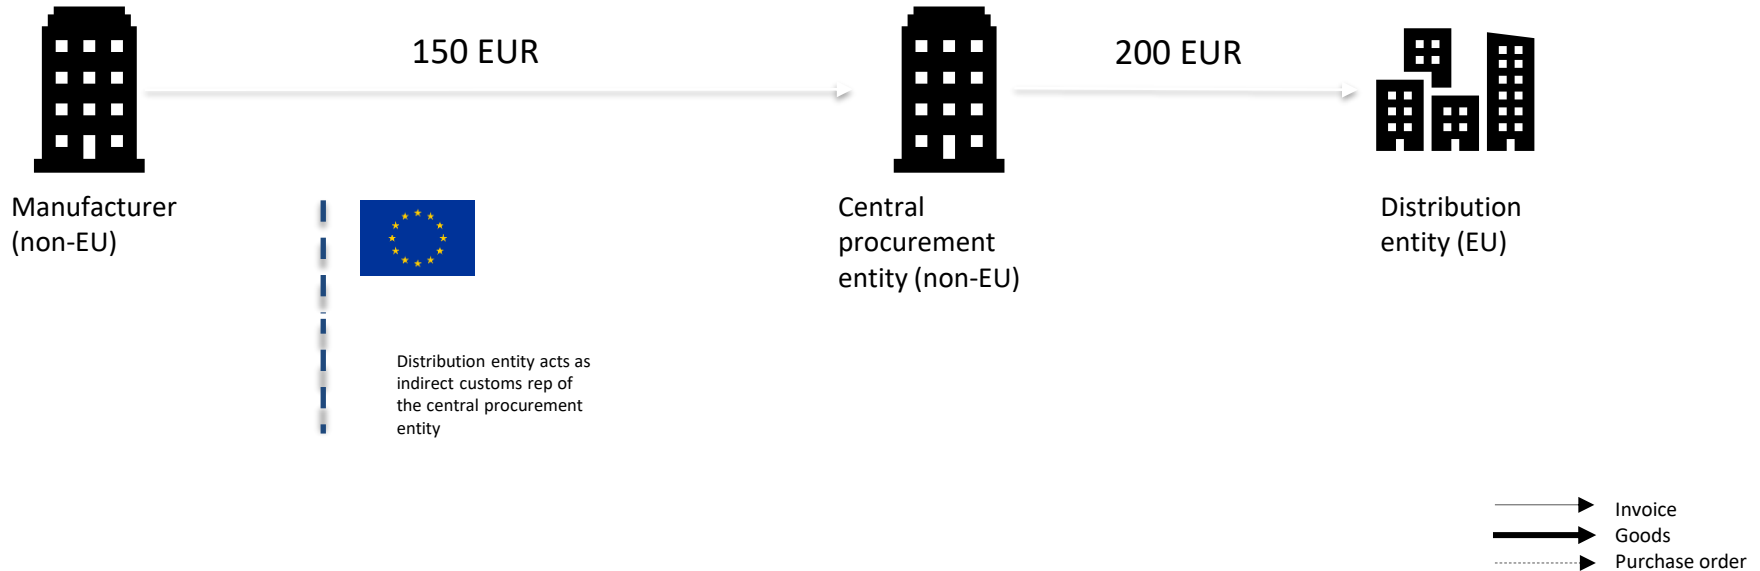 150 EUR
200 EUR
Manufacturer
(non-EU)
Central
procurement
entity (non-EU)
Distribution
entity (EU)
Distribution entity acts as
indirect customs rep of
the central procurement
entity
Invoice
Goods
Purchase order